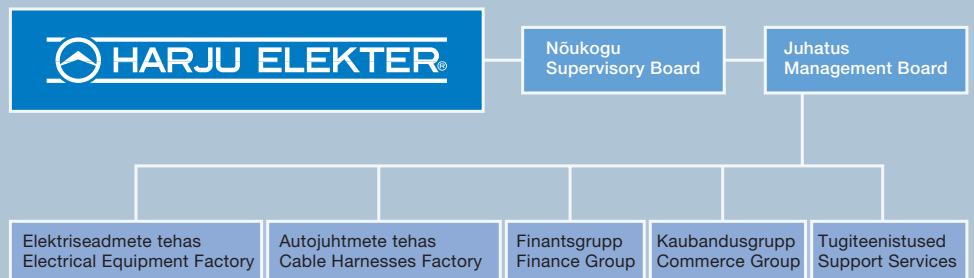 HARJU ELEKTER®
Nõukogu
Supervisory Board
Juhatus
Management Board
Elektriseadmete tehas
Electrical Equipment Factory
Autojuhtmete tehas
Cable Harnesses Factory
Finantsgrupp
Finance Group
Kaubandusgrupp
Commerce Group
Tugiteenistused
Support Services